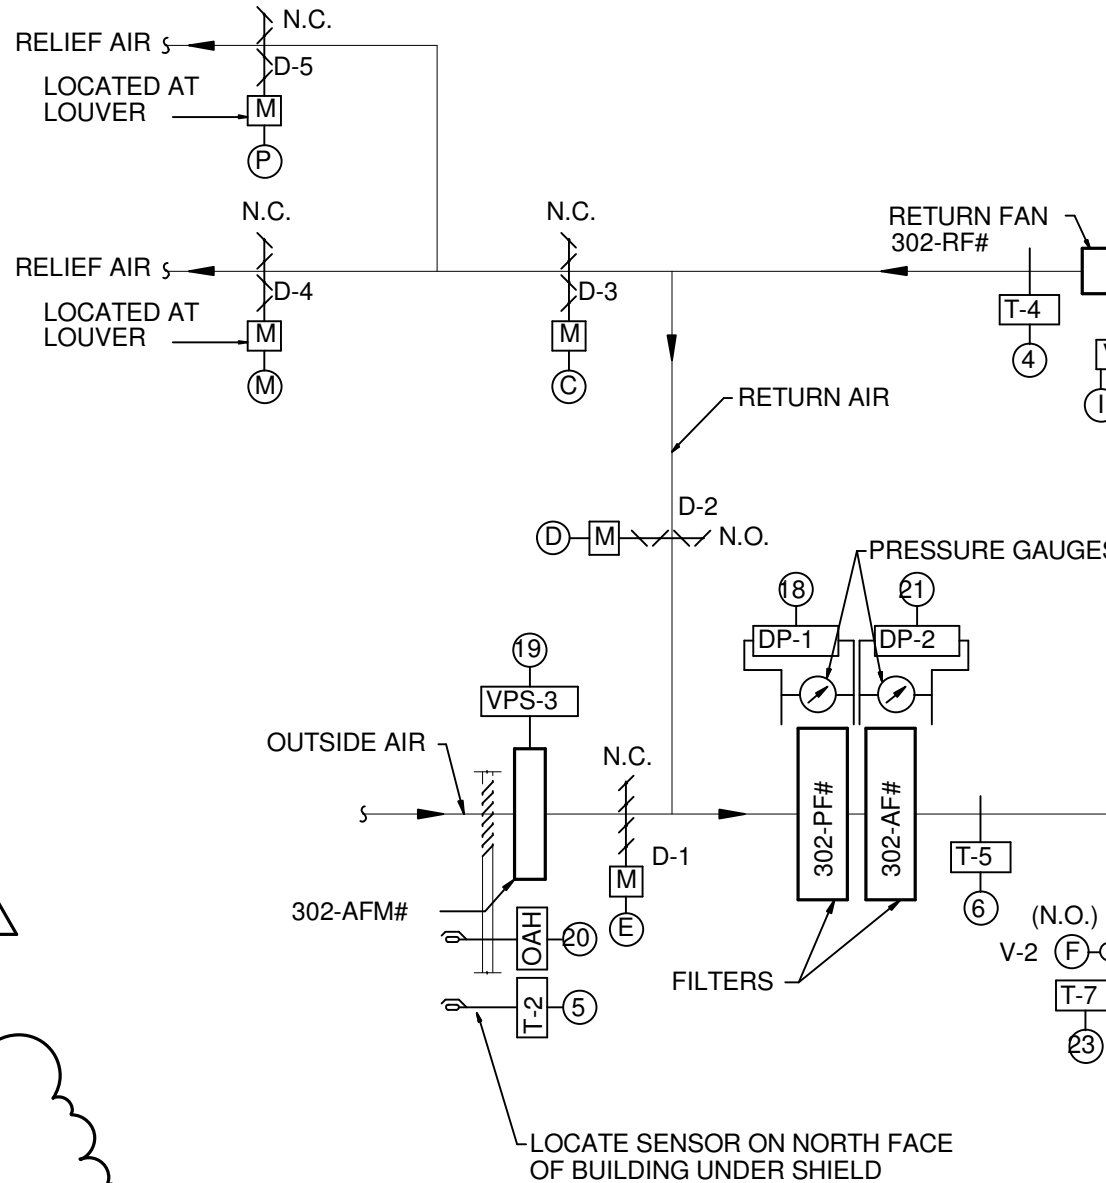 N.C.
RELIEF AIR
D-5
LOCATED AT
LOUVER
M
P
N.C.
N.C.
RETURN FAN
302-RF#
RELIEF AIR
D-4
D-3
LOCATED AT
LOUVER
M
M
T-4
M
C
4
I
RETURN AIR
D-2
D
M
N.O.
PRESSURE GAUGES
18
21
DP-1
DP-2
19
VPS-3
OUTSIDE AIR
N.C.
302-PF#
302-AF#
D-1
T-5
M
302-AFM#
6
E
OAH
20
(N.O.)
V-2
F
FILTERS
T-7
T-2
5
23
LOCATE SENSOR ON NORTH FACE
OF BUILDING UNDER SHIELD